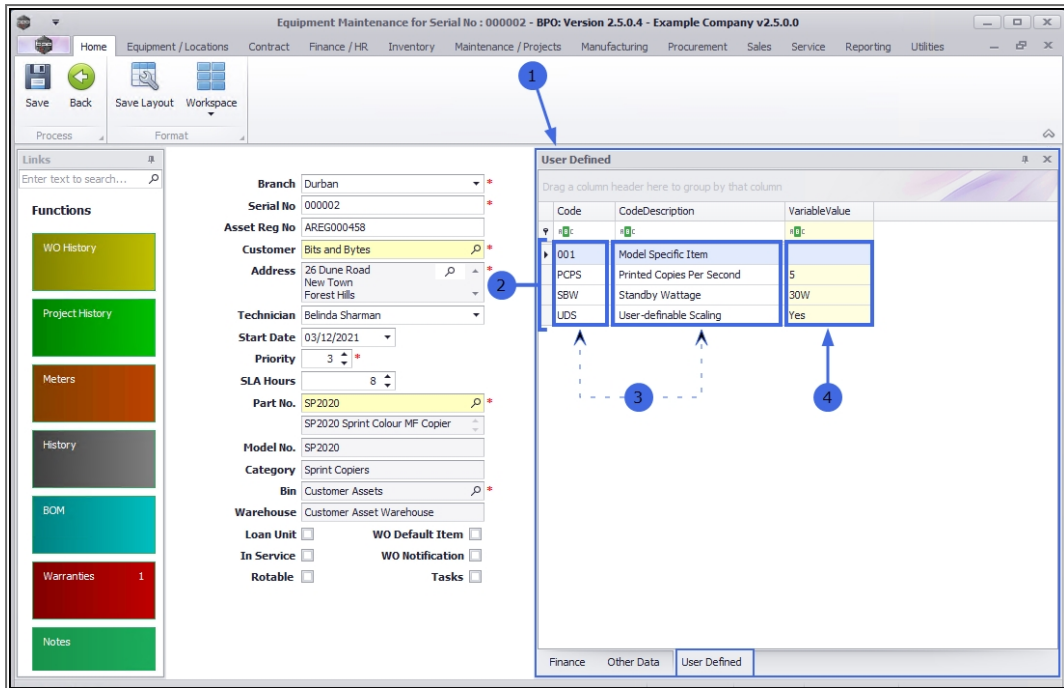 Equipment Maintenance for Serial No : 000002 - BPO: Version 2.5.0.4 - Example Company v2.5.0.0
Home Equipment / Locations Contract Finance / HR Inventory Maintenance / Projects Manufacturing Procurement Sales Service Reporting Utilities
Save Back Save Layout Workspace
Process Format
1
Links
Enter text to search...
Functions
WO History
Project History
Meters
History
BOM
Warranties 1
Notes
Branch Durban *
Serial No 000002 *
Asset Reg No AREG000458
Customer Bits and Bytes *
Address 26 Dune Road *
New Town
Forest Hills
Technician Belinda Sharman
Start Date 03/12/2021
Priority 3 *
SLA Hours 8
Part No. SP2020 *
SP2020 Sprint Colour MF Copier
Model No. SP2020
Category Sprint Copiers
Bin Customer Assets *
Warehouse Customer Asset Warehouse
Loan Unit WO Default Item
In Service WO Notification
Rotable Tasks
User Defined
Drag a column header here to group by that column
Code CodeDescription VariableValue
ABC ABC ABC
001 Model Specific Item
PCPS Printed Copies Per Second 5
SBW Standby Wattage 30W
UDS User-definable Scaling Yes
2
3
4
Finance Other Data User Defined